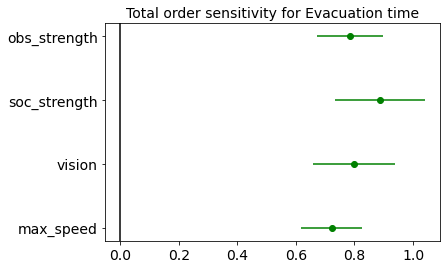 Total order sensitivity for Evacuation time
obs_strength
soc_strength
vision
max_speed
0.0 0.2 0.4 0.6 0.8 1.0